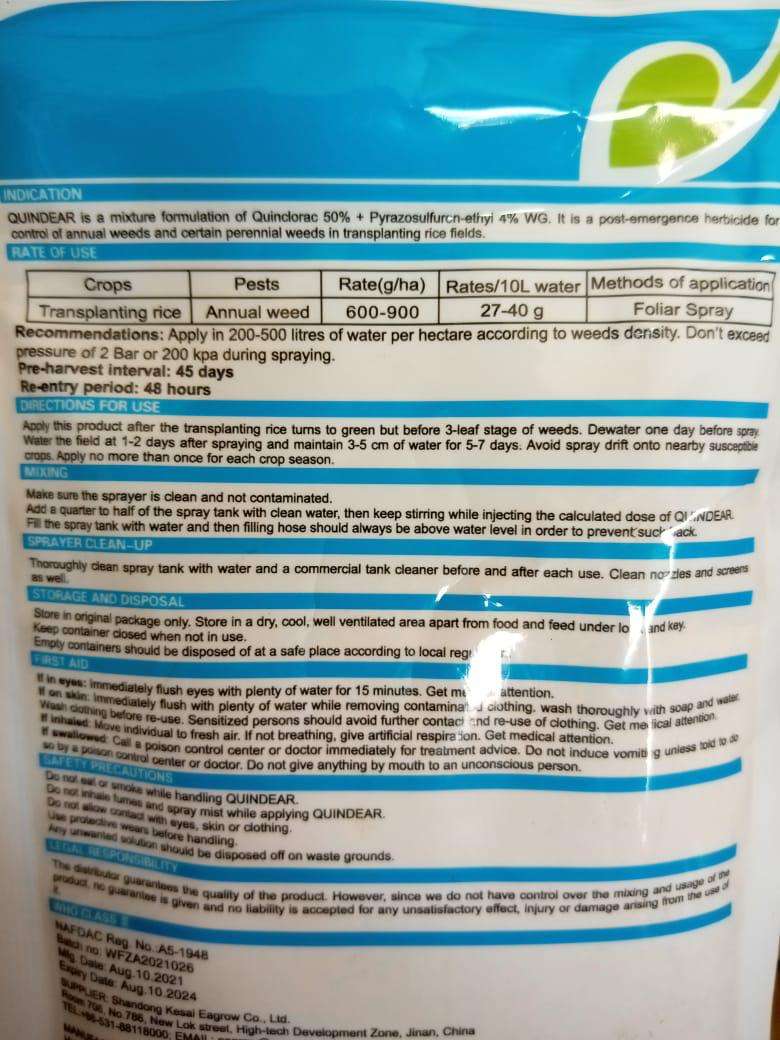 INDICATION
QUINDEAR is a mixture formulation of Quinclorac 50% + Pyrazosulfuron-ethyl 4% WG. It is a post-emergence herbicide for
control of annual weeds and certain perennial weeds in transplanting rice fields.
RATE OF USE
Crops Pests Rate(g/ha) Rates/10L water Methods of application
Transplanting rice Annual weed 600-900 27-40 g Foliar Spray
Recommendations: Apply in 200-500 litres of water per hectare according to weeds density. Don't exceed
pressure of 2 Bar or 200 kpa during spraying.
Pre-harvest interval: 45 days
Re-entry period: 48 hours
DIRECTIONS FOR USE
Apply this product after the transplanting rice turns to green but before 3-leaf stage of weeds. Dewater one day before spray.
Water the field at 1-2 days after spraying and maintain 3-5 cm of water for 5-7 days. Avoid spray drift onto nearby susceptible
crops. Apply no more than once for each crop season.
MIXING
Make sure the sprayer is clean and not contaminated.
Add a quarter to half of the spray tank with clean water, then keep stirring while injecting the calculated dose of QUINDEAR.
Fill the spray tank with water and then filling hose should always be above water level in order to prevent suck back.
SPRAYER CLEAN-UP
Thoroughly clean spray tank with water and a commercial tank cleaner before and after each use. Clean nozzles and screens
as well.
STORAGE AND DISPOSAL
Store in original package only. Store in a dry, cool, well ventilated area apart from food and feed under and key.
Keep container closed when not in use.
Empty containers should be disposed of at a safe place according to local
FIRST AID
If in eyes: Immediately flush eyes with plenty of water for 15 minutes. Get attention.
If on skin: Immediately flush with plenty of water while removing contaminated clothing, wash thoroughly with soap and water.
Wash clothing before re-use. Sensitized persons should avoid further contact and re-use of clothing. Get medical attention.
If inhaled: Move individual to fresh air. If not breathing, give artificial respiration. Get medical attention.
If swallowed: Call a poison control center or doctor immediately for treatment advice. Do not induce vomiting unless told to do
so by a poison control center or doctor. Do not give anything by mouth to an unconscious person.
SAFETY PRECAUTIONS
Do not eat or smoke while handling QUINDEAR.
Do not inhale fumes and spray mist while applying QUINDEAR.
Do not allow contact with eyes, skin or clothing.
Use protective wears before handling.
Any unwanted solution should be disposed off on waste grounds.
LEGAL RESPONSIBILITY
The distributor guarantees the quality of the product. However, since we do not have control over the mixing and usage of the
product, no guarantee is given and no liability is accepted for any unsatisfactory effect, injury or damage arising from the use of
it.
WHO CLASS
NAFDAC Reg. No.:A5-1948
Batch no: WFZA2021026
Mfg. Date: Aug.10.2021
Expiry Date: Aug.10.2024
SUPPLIER: Shandong Kesai Eagrow Co., Ltd.
Room 706, No.786, New Lok street, High-tech Development Zone, Jinan, China
TEL:+86-531-88118000; EMAIL: